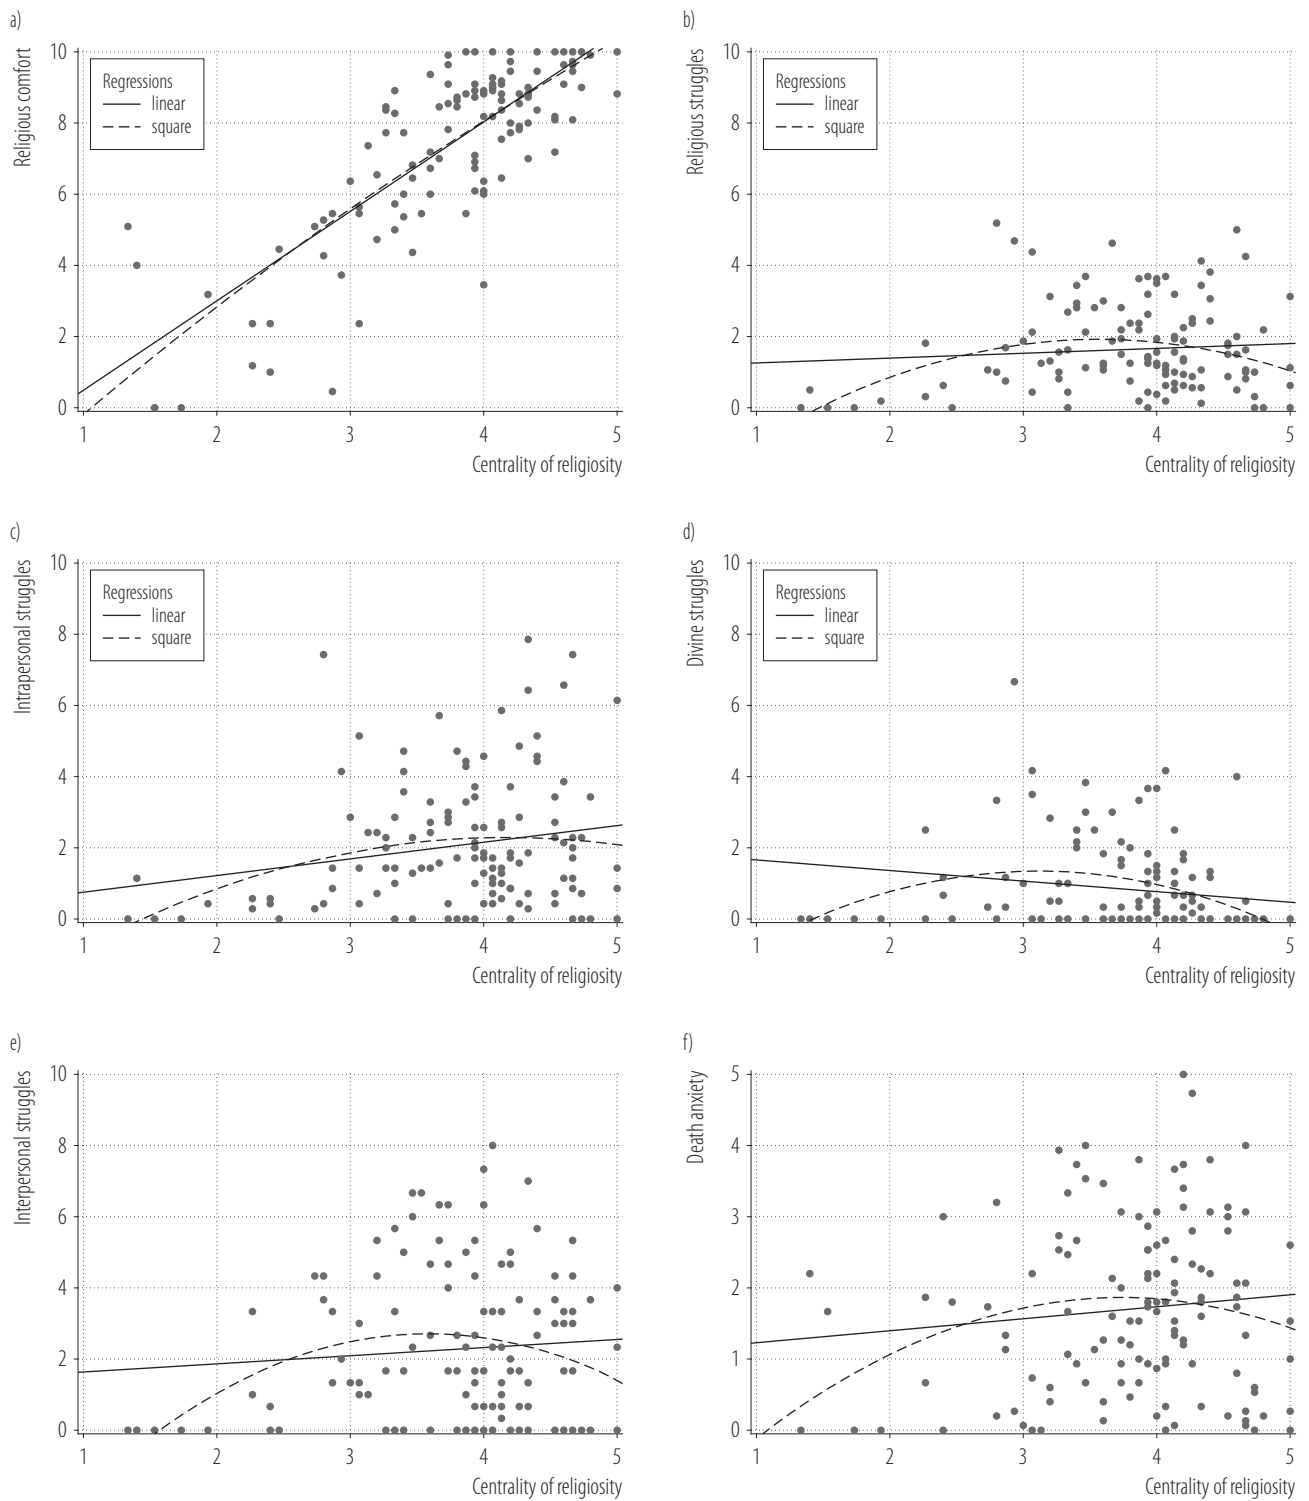 a)
Religious comfort
10
8
6
4
2
0
Regressions
linear
square
1 2 3 4 5
Centrality of religiosity
b)
Religious struggles
10
8
6
4
2
0
Regressions
linear
square
1 2 3 4 5
Centrality of religiosity
c)
Intrapersonal struggles
10
8
6
4
2
0
Regressions
linear
square
1 2 3 4 5
Centrality of religiosity
d)
Divine struggles
10
8
6
4
2
0
Regressions
linear
square
1 2 3 4 5
Centrality of religiosity
e)
Interpersonal struggles
10
8
6
4
2
0
1 2 3 4 5
Centrality of religiosity
f)
Death anxiety
5
4
3
2
1
0
1 2 3 4 5
Centrality of religiosity